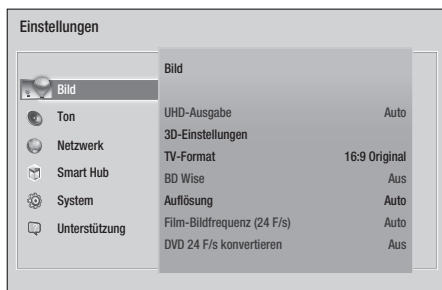 Einstellungen
Bild
Ton
Netzwerk
Smart Hub
System
Unterstützung
Bild
UHD-Ausgabe Auto
3D-Einstellungen
TV-Format 16:9 Original
BD Wise Aus
Auflösung Auto
Film-Bildfrequenz (24 F/s) Auto
DVD 24 F/s konvertieren Aus